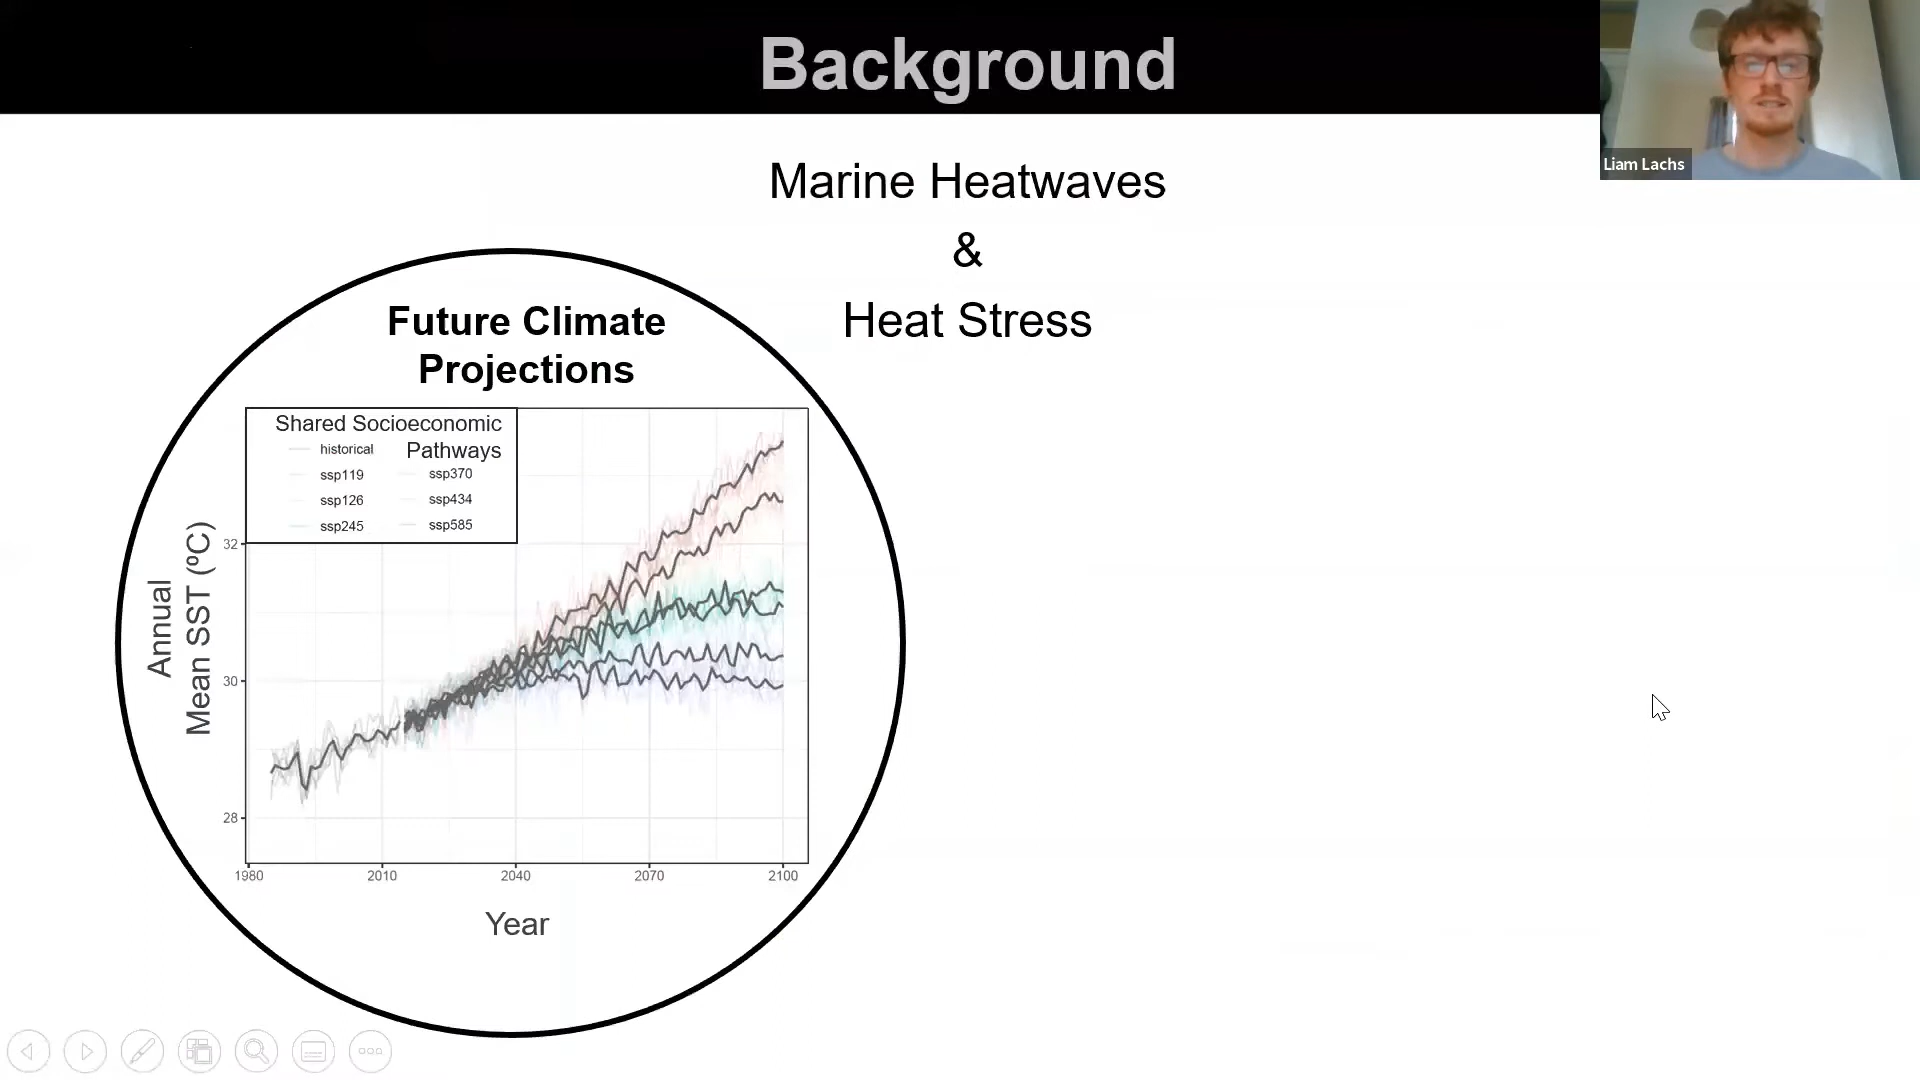 Background
Liam Lachs
Marine Heatwaves
&
Heat Stress
Future Climate
Projections
Shared Socioeconomic
Pathways
historical
ssp119
ssp126
ssp245
ssp370
ssp434
ssp585
Annual
Mean SST (ºC)
32
30
28
1980
2010
2040
2070
2100
Year